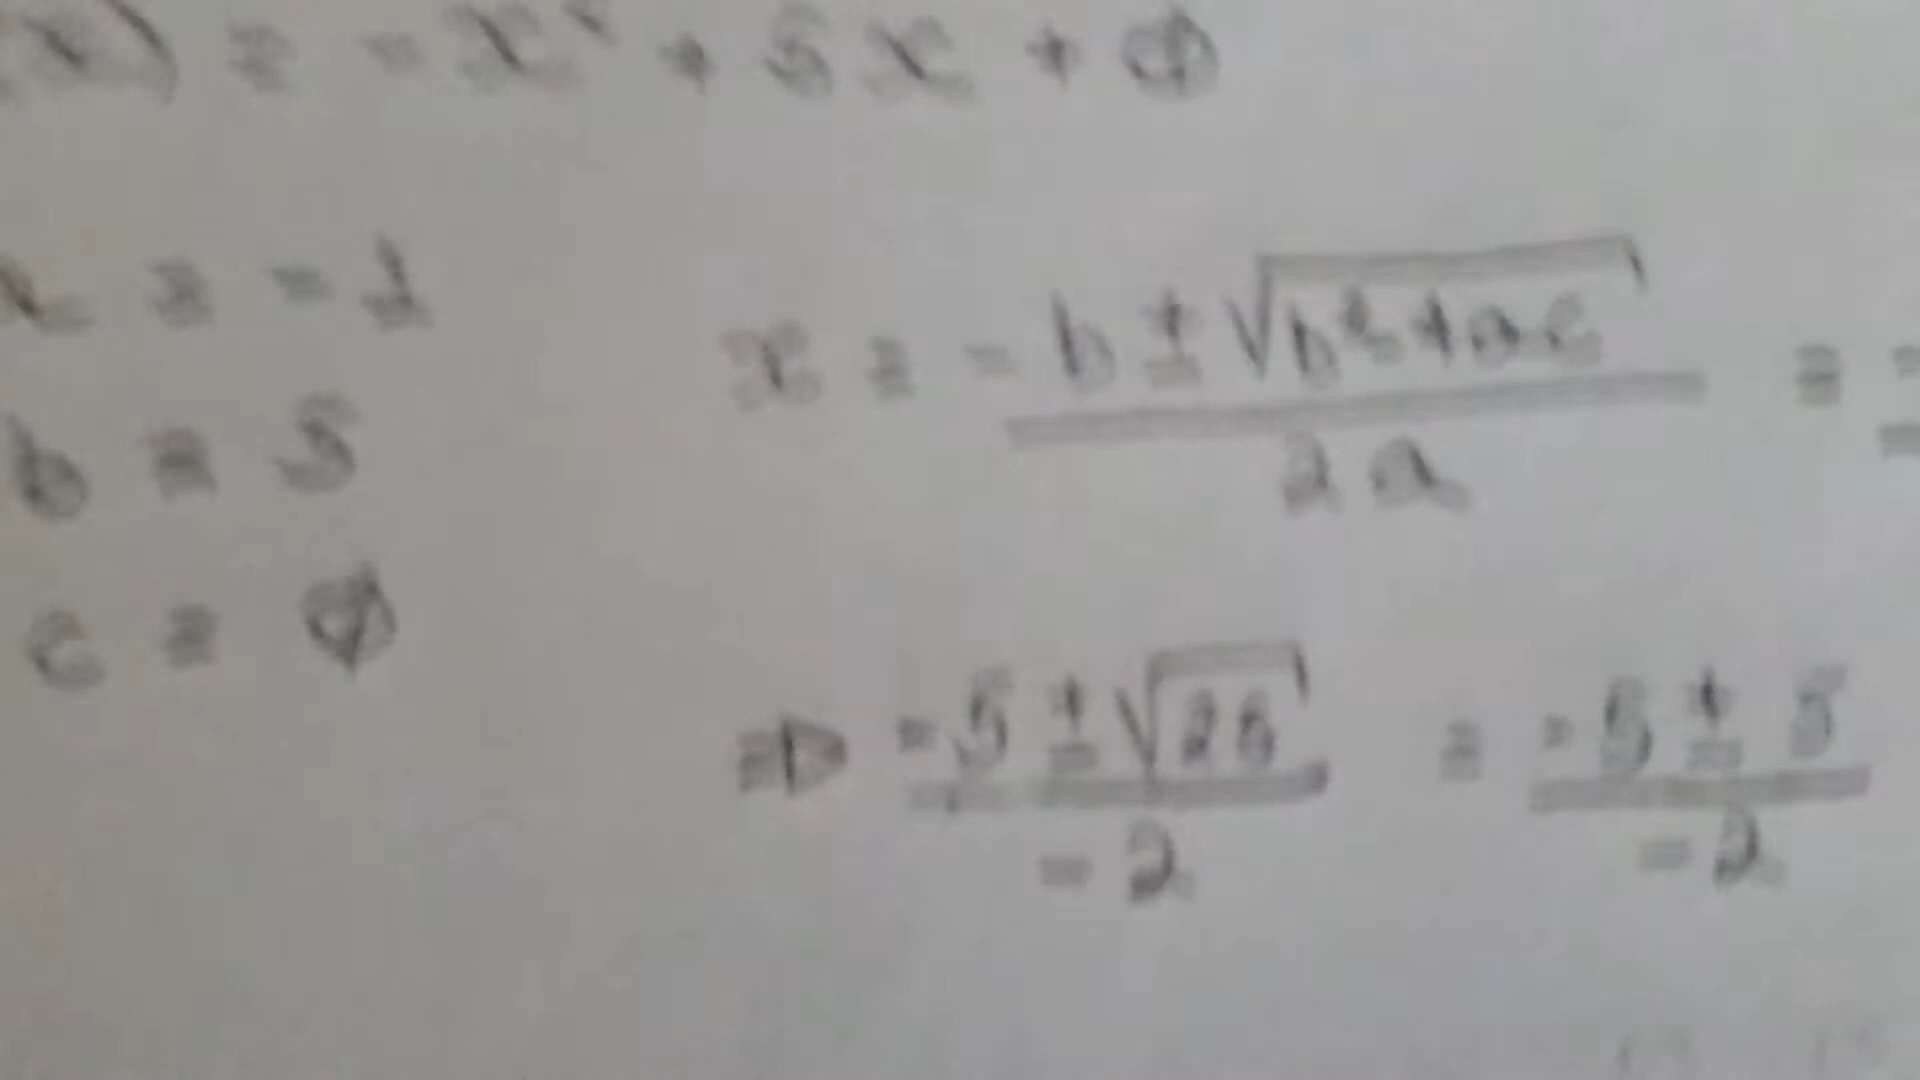 x) = -x² + 5x + 0
a = -1
x = -b ± √b²-4ac / 2a = -
b = 5
c = 0
⇒ -5 ± √25 / -2 = -5 ± 5 / -2